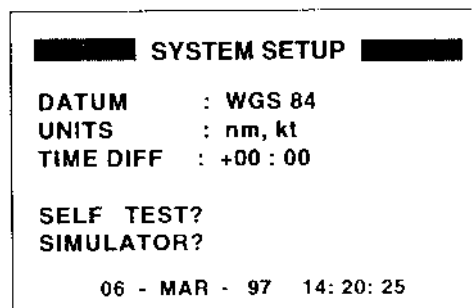 SYSTEM SETUP
DATUM : WGS 84
UNITS : nm, kt
TIME DIFF : +00 : 00
SELF TEST?
SIMULATOR?
06 - MAR - 97 14: 20: 25